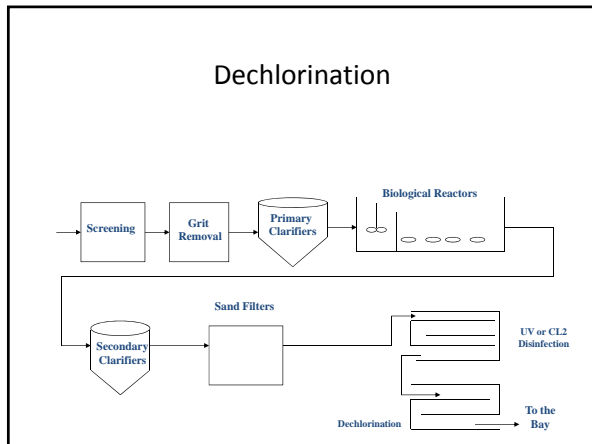 Dechlorination
Biological Reactors
Screening
Grit
Removal
Primary
Clarifiers
Sand Filters
Secondary
Clarifiers
UV or CL2
Disinfection
Dechlorination
To the
Bay